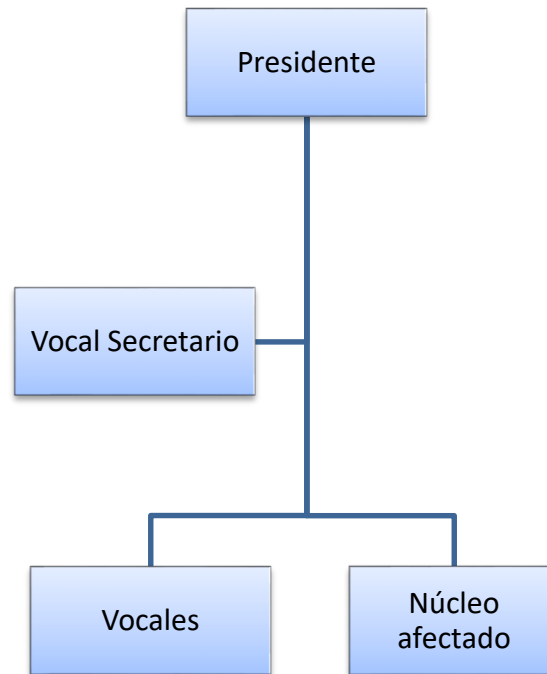 Presidente
Vocal Secretario
Vocales
Núcleo
afectado